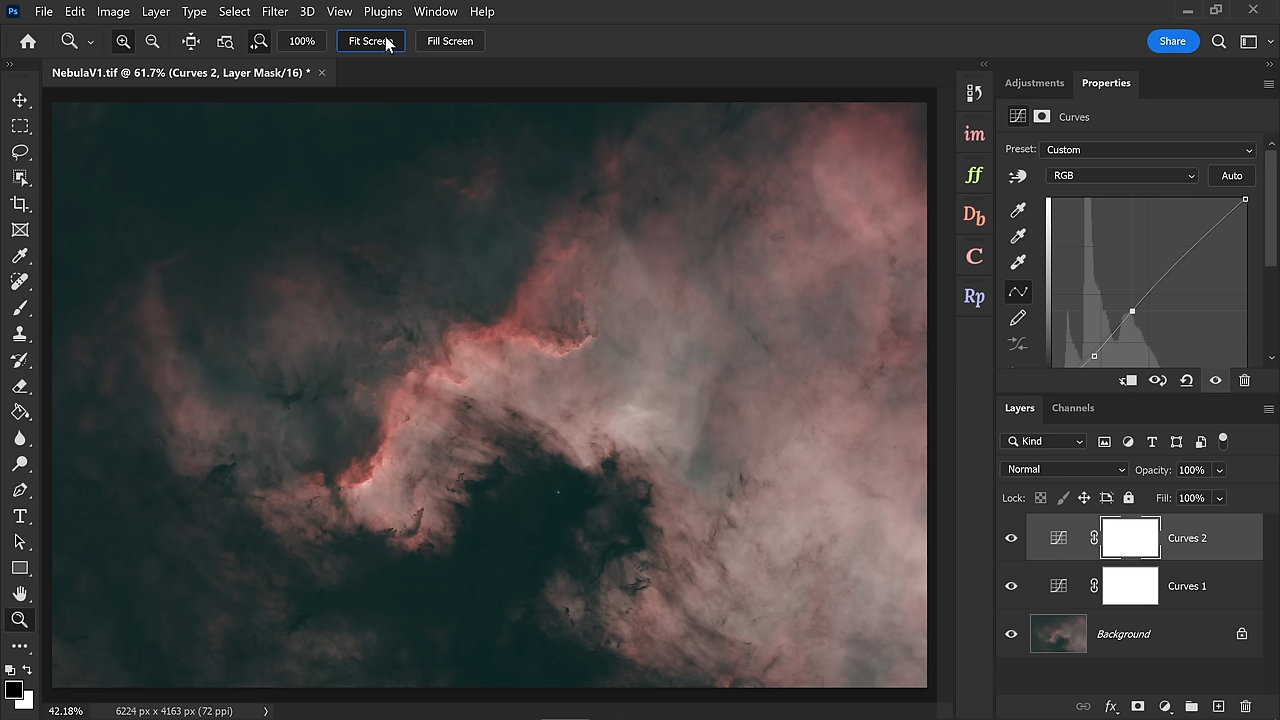 Ps File Edit Image Layer Type Select Filter 3D View Plugins Window Help
100% Fit Screen Fill Screen Share
NebulaV1.tif @ 61.7% (Curves 2, Layer Mask/16) * ×
Adjustments Properties
Curves
im
Preset: Custom
ff
RGB Auto
Db
C
Rp
Layers Channels
Kind
Normal Opacity: 100%
Lock: Fill: 100%
Curves 2
Curves 1
Background
fx
42.18% 6224 px x 4163 px (72 ppi)